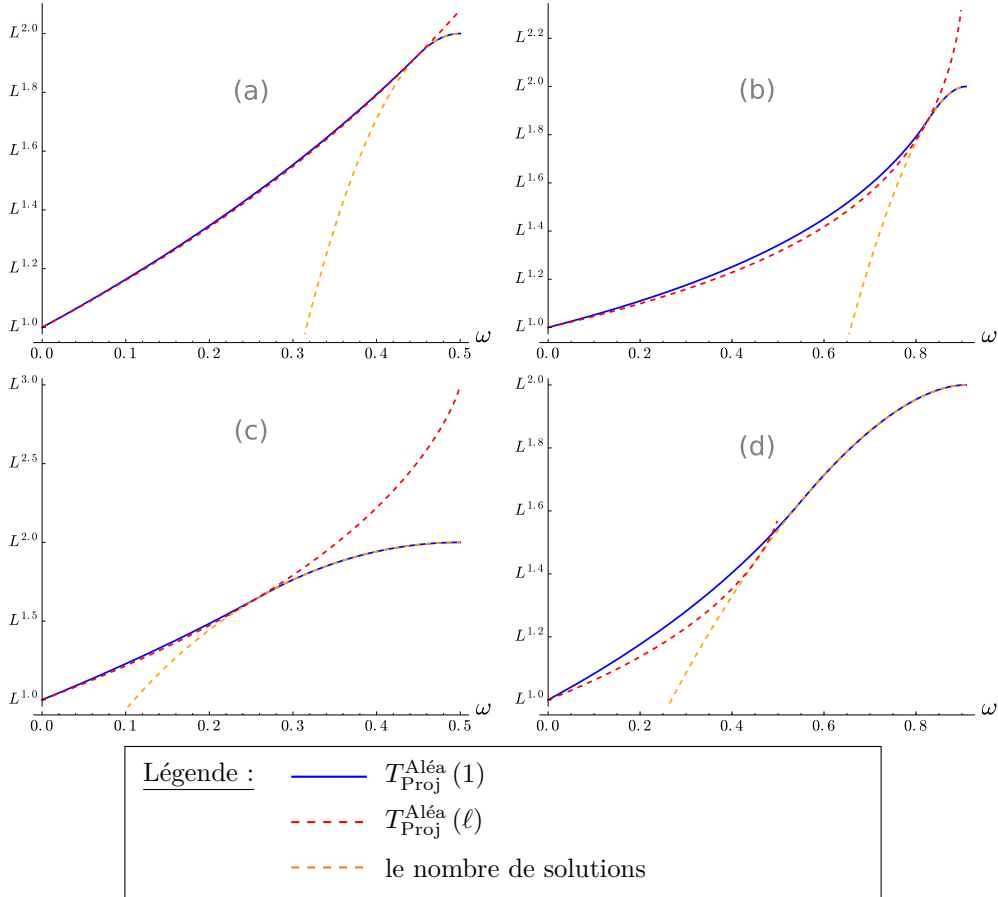 (a)
L^2.0
L^1.8
L^1.6
L^1.4
L^1.2
L^1.0
0.0 0.1 0.2 0.3 0.4 0.5 ω
(b)
L^2.2
L^2.0
L^1.8
L^1.6
L^1.4
L^1.2
L^1.0
0.0 0.2 0.4 0.6 0.8 ω
(c)
L^3.0
L^2.5
L^2.0
L^1.5
L^1.0
0.0 0.1 0.2 0.3 0.4 0.5 ω
(d)
L^2.0
L^1.8
L^1.6
L^1.4
L^1.2
L^1.0
0.0 0.2 0.4 0.6 0.8 ω
Légende :
T_Proj^Aléa (1)
T_Proj^Aléa (ℓ)
le nombre de solutions